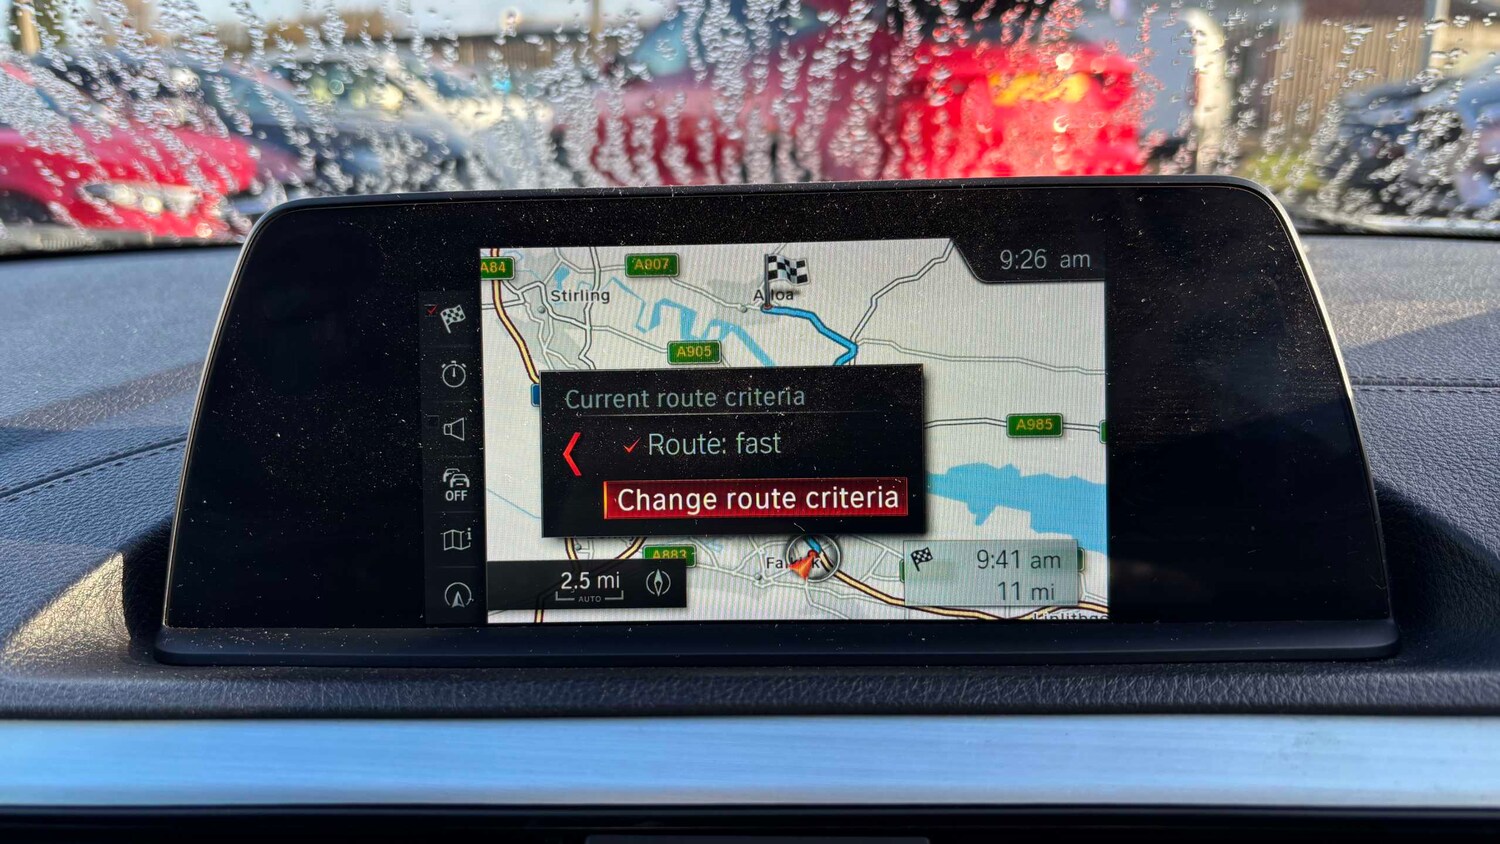 9:26 am
A84
A907
Stirling
A905
Current route criteria
Route: fast
A985
Change route criteria
OFF
A883
9:41 am
2.5 mi
AUTO
11 mi